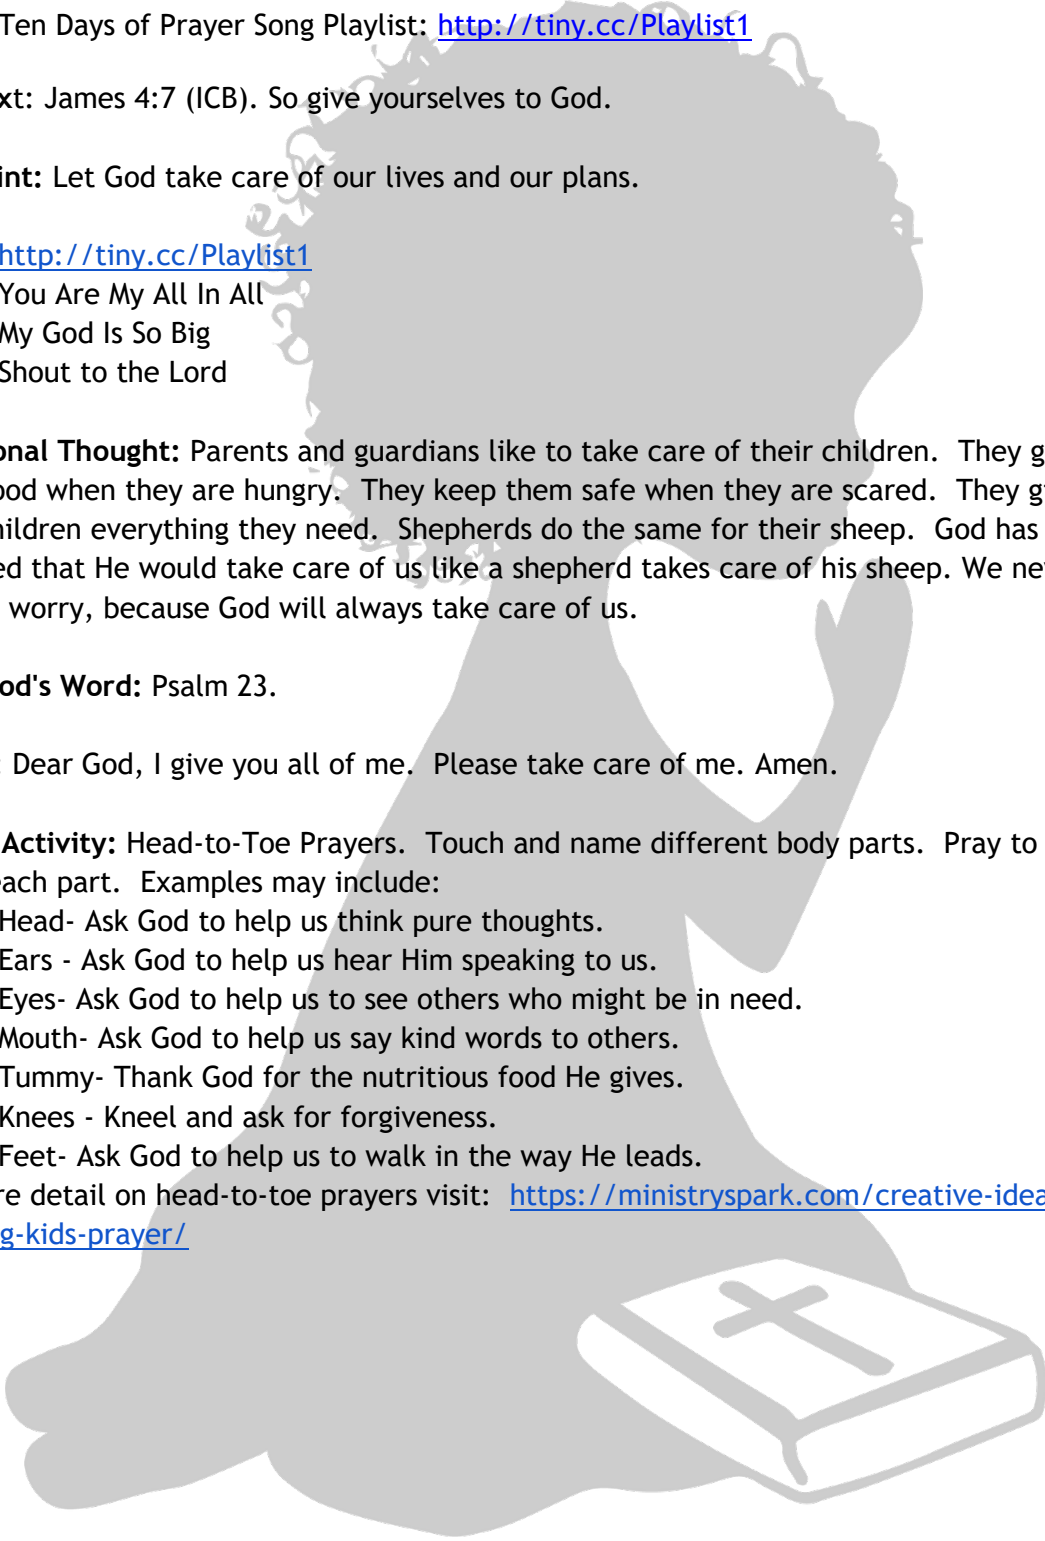 Ten Days of Prayer Song Playlist: http://tiny.cc/Playlist1
xt: James 4:7 (ICB). So give yourselves to God.
int: Let God take care of our lives and our plans.
http://tiny.cc/Playlist1
You Are My All In All
My God Is So Big
Shout to the Lord
onal Thought: Parents and guardians like to take care of their children.  They g
ood when they are hungry.  They keep them safe when they are scared.  They g
hildren everything they need.  Shepherds do the same for their sheep.  God has
ed that He would take care of us like a shepherd takes care of his sheep. We ne
worry, because God will always take care of us.
od's Word: Psalm 23.
: Dear God, I give you all of me.  Please take care of me. Amen.
Activity: Head-to-Toe Prayers.  Touch and name different body parts.  Pray to
each part.  Examples may include:
Head- Ask God to help us think pure thoughts.
Ears - Ask God to help us hear Him speaking to us.
Eyes- Ask God to help us to see others who might be in need.
Mouth- Ask God to help us say kind words to others.
Tummy- Thank God for the nutritious food He gives.
Knees - Kneel and ask for forgiveness.
Feet- Ask God to help us to walk in the way He leads.
re detail on head-to-toe prayers visit:  https://ministryspark.com/creative-idea
g-kids-prayer/